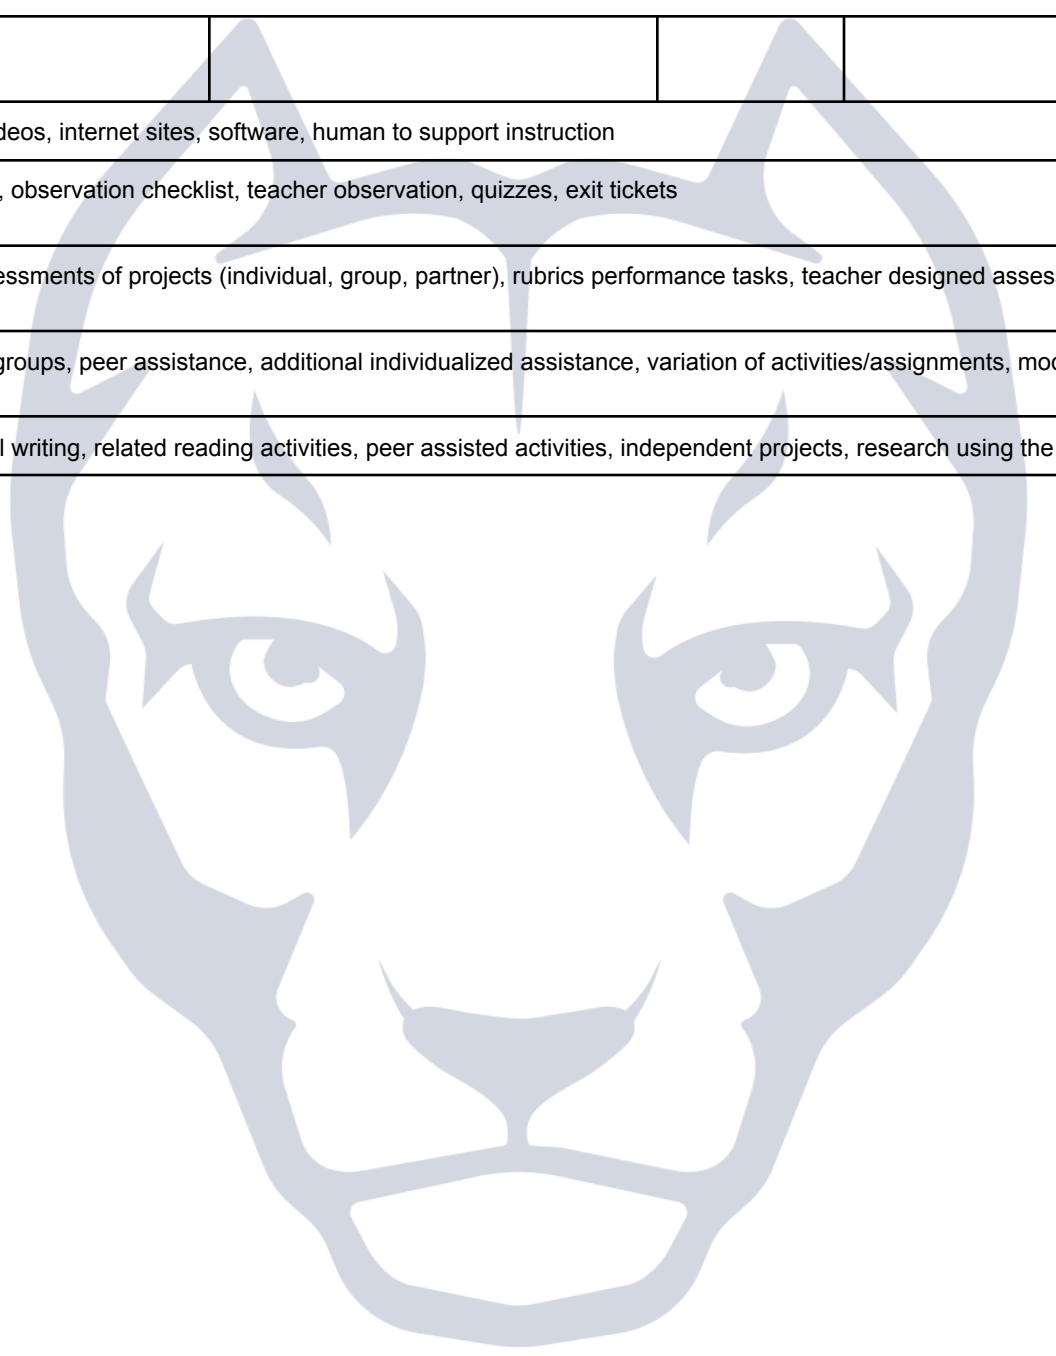 deos, internet sites, software, human to support instruction
, observation checklist, teacher observation, quizzes, exit tickets
essments of projects (individual, group, partner), rubrics performance tasks, teacher designed asses
groups, peer assistance, additional individualized assistance, variation of activities/assignments, mod
l writing, related reading activities, peer assisted activities, independent projects, research using the